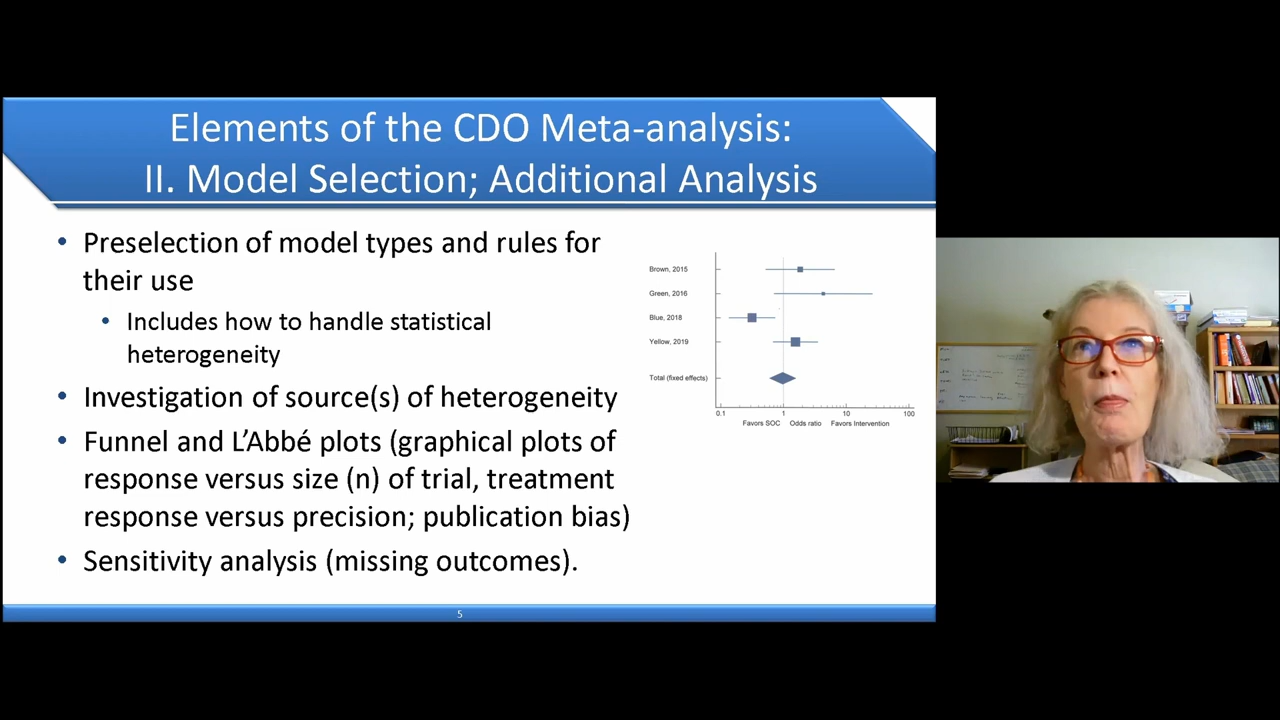 Elements of the CDO Meta-analysis:
II. Model Selection; Additional Analysis
• Preselection of model types and rules for
their use
• Includes how to handle statistical
heterogeneity
• Investigation of source(s) of heterogeneity
• Funnel and L’Abbé plots (graphical plots of
response versus size (n) of trial, treatment
response versus precision; publication bias)
• Sensitivity analysis (missing outcomes).
Brown, 2015
Green, 2016
Blue, 2018
Yellow, 2019
Total (fixed effects)
0.1 1 10 100
Favors SOC Odds ratio Favors Intervention
5